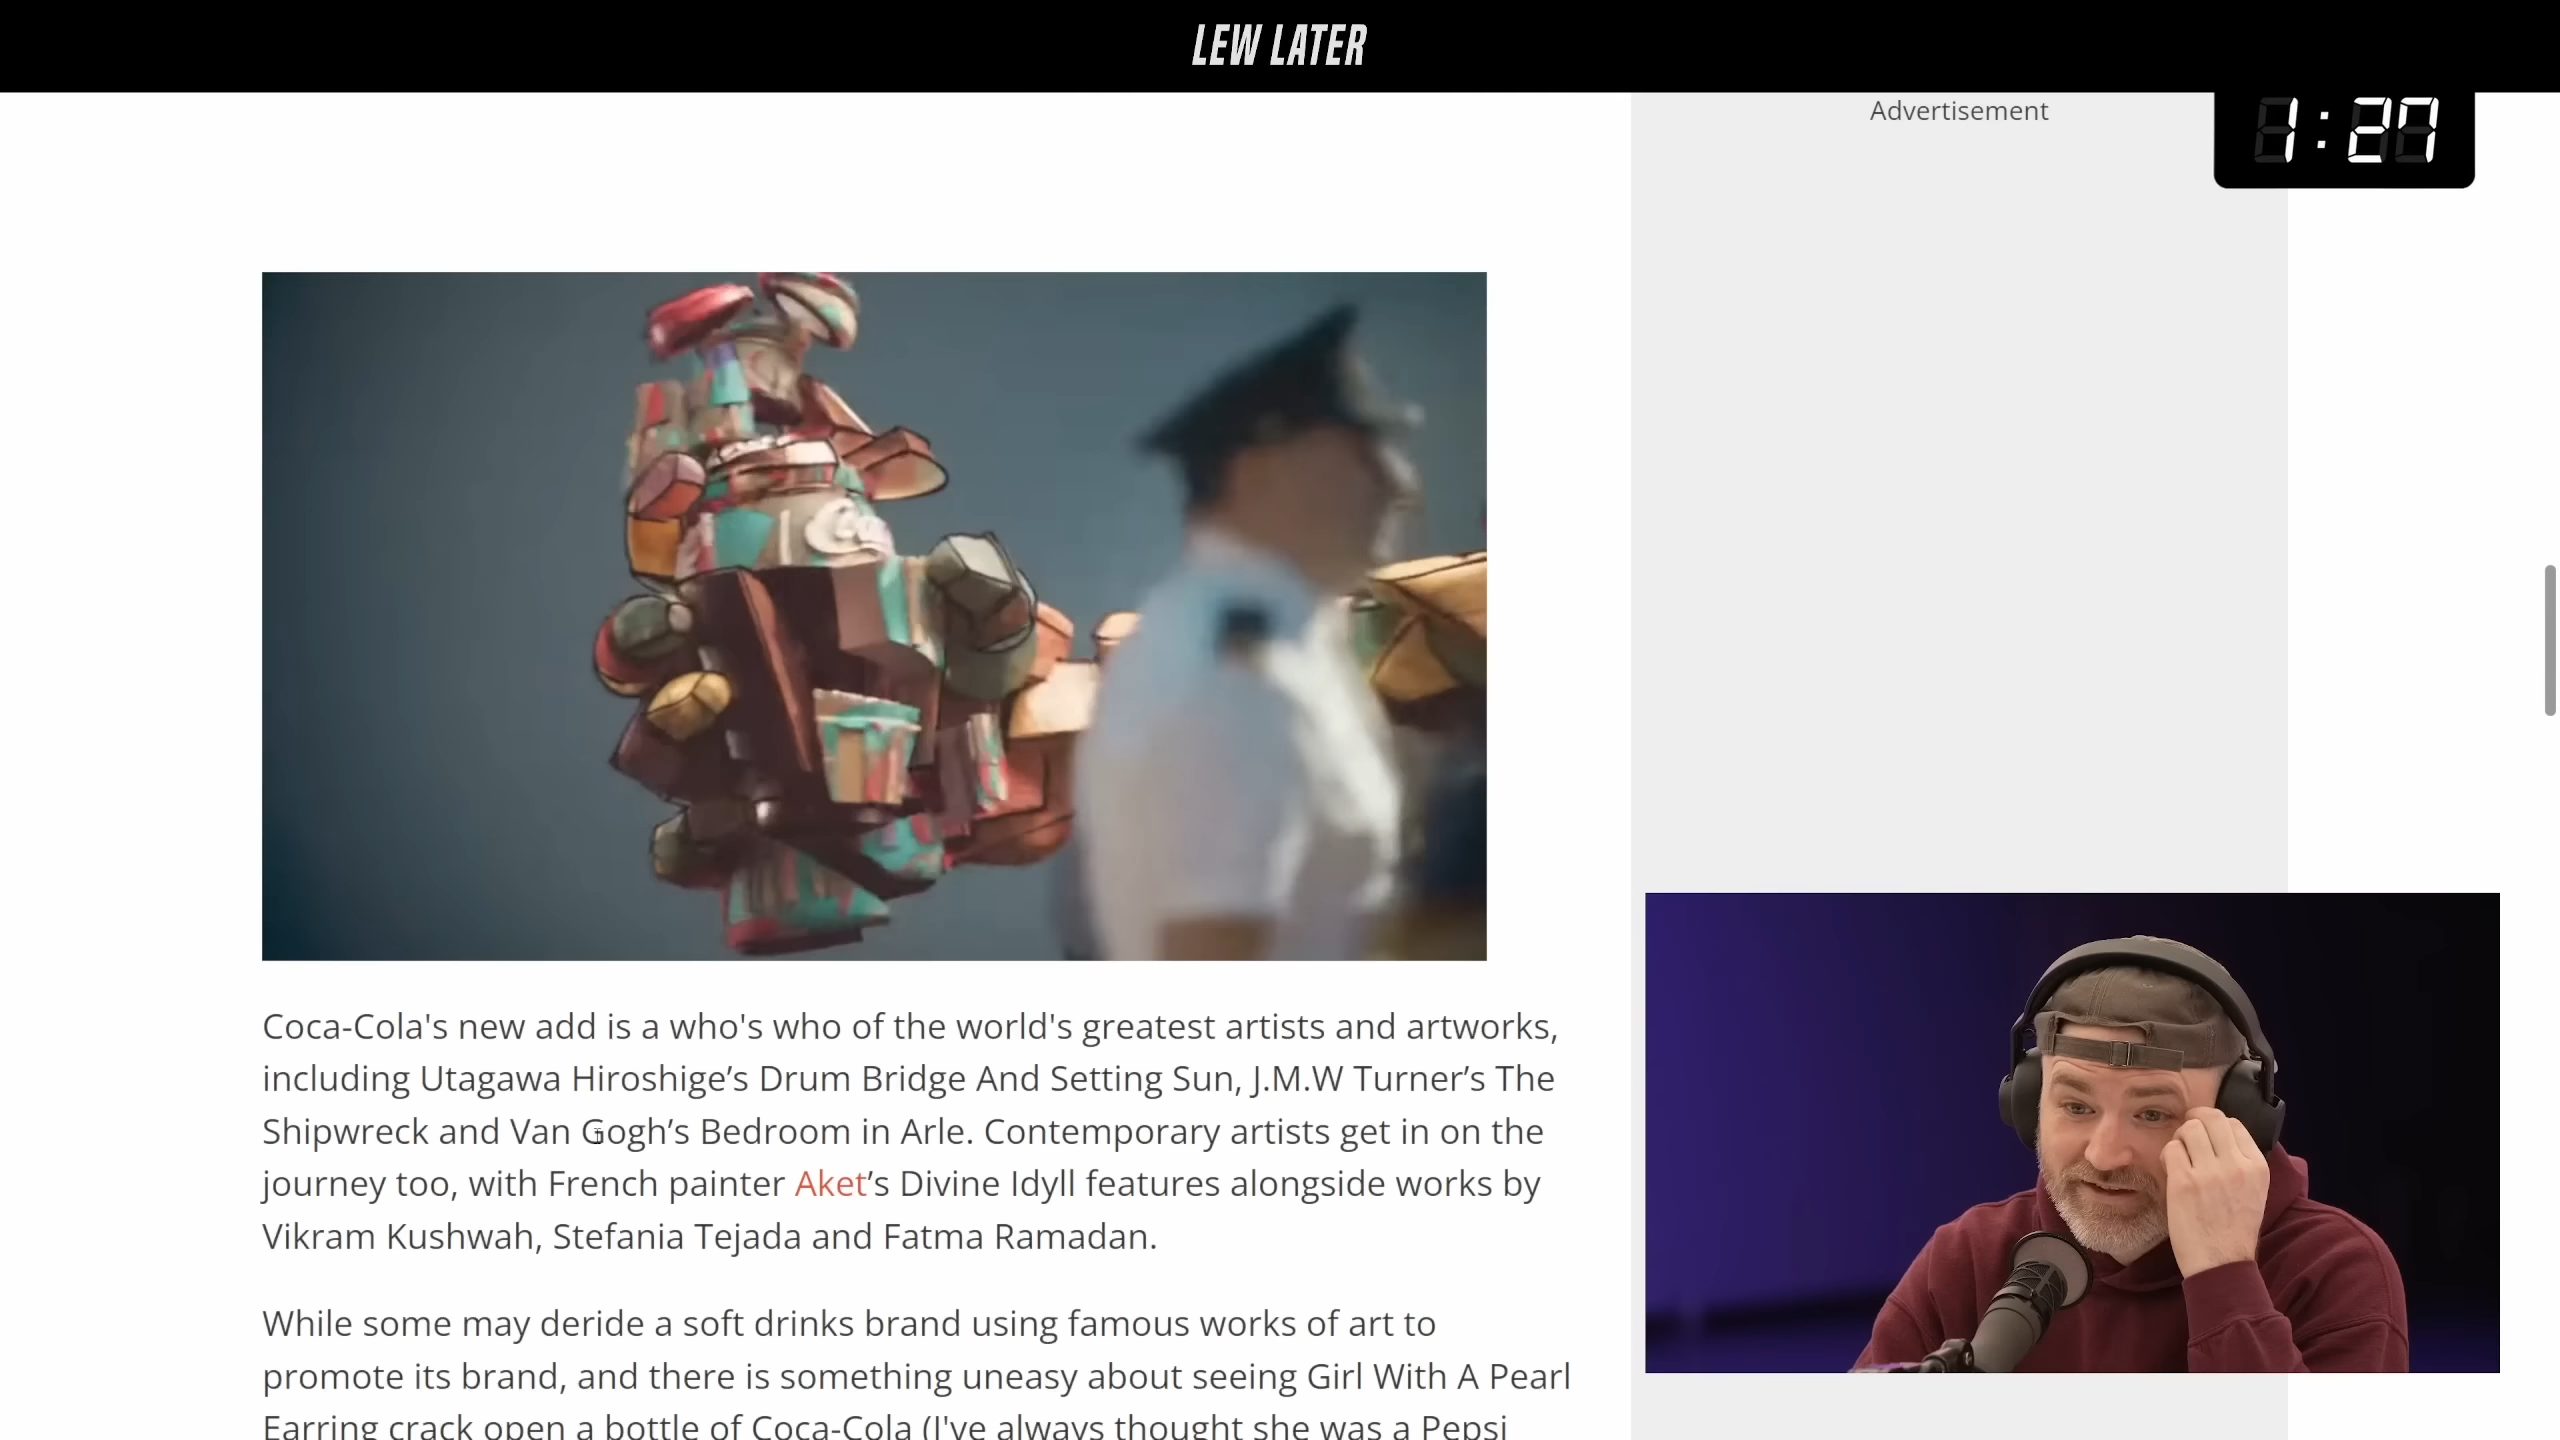 LEW LATER
Advertisement
1:27
Coca-Cola's new add is a who's who of the world's greatest artists and artworks,
including Utagawa Hiroshige’s Drum Bridge And Setting Sun, J.M.W Turner’s The
Shipwreck and Van Gogh’s Bedroom in Arle. Contemporary artists get in on the
journey too, with French painter Aket’s Divine Idyll features alongside works by
Vikram Kushwah, Stefania Tejada and Fatma Ramadan.
While some may deride a soft drinks brand using famous works of art to
promote its brand, and there is something uneasy about seeing Girl With A Pearl
Earring crack open a bottle of Coca-Cola (I've always thought she was a Pepsi